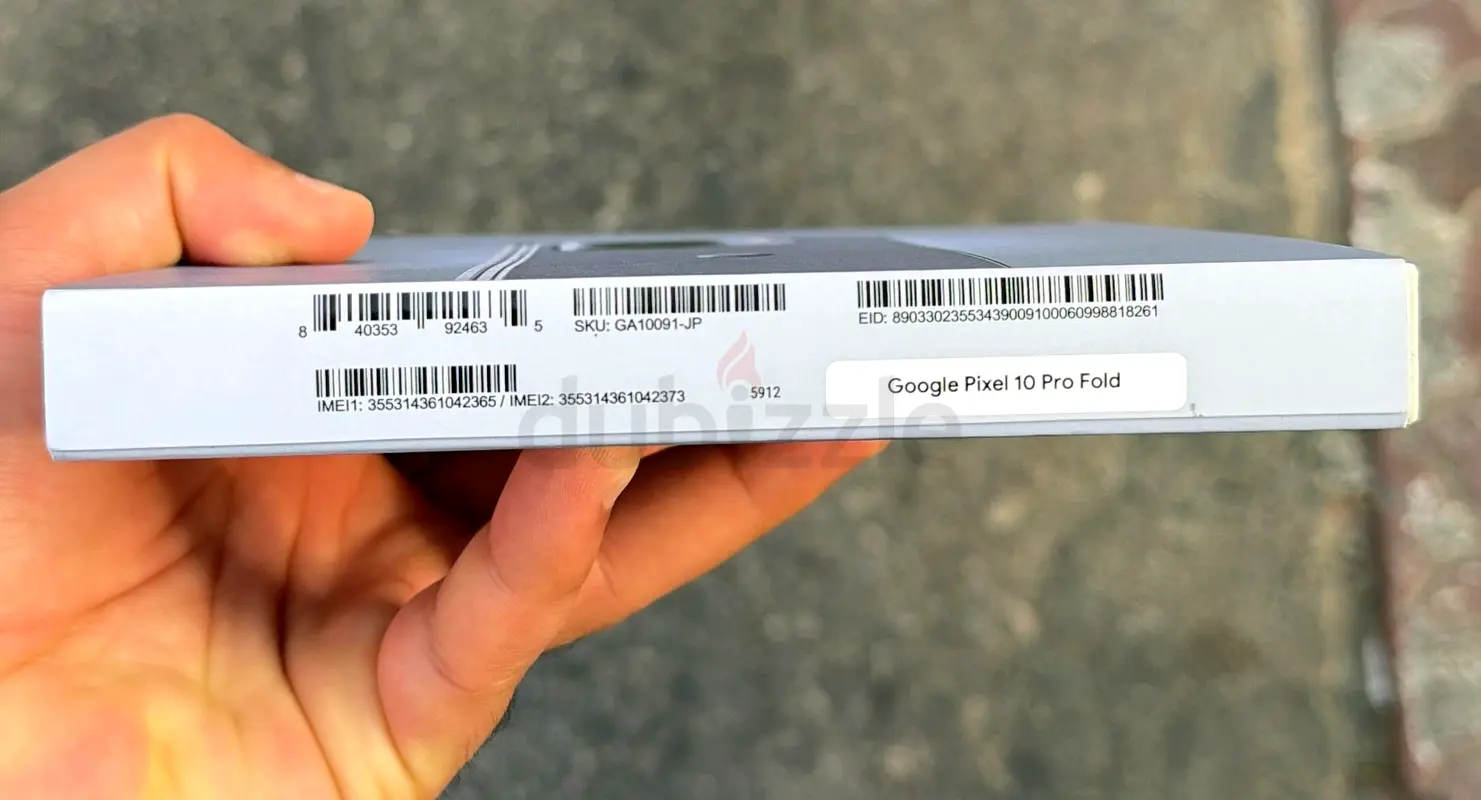 8 40353 92463 5
SKU: GA10091-JP
EID: 89033023553439009100060998818261
IMEI1: 355314361042365 / IMEI2: 355314361042373
5912
Google Pixel 10 Pro Fold
dubizzle